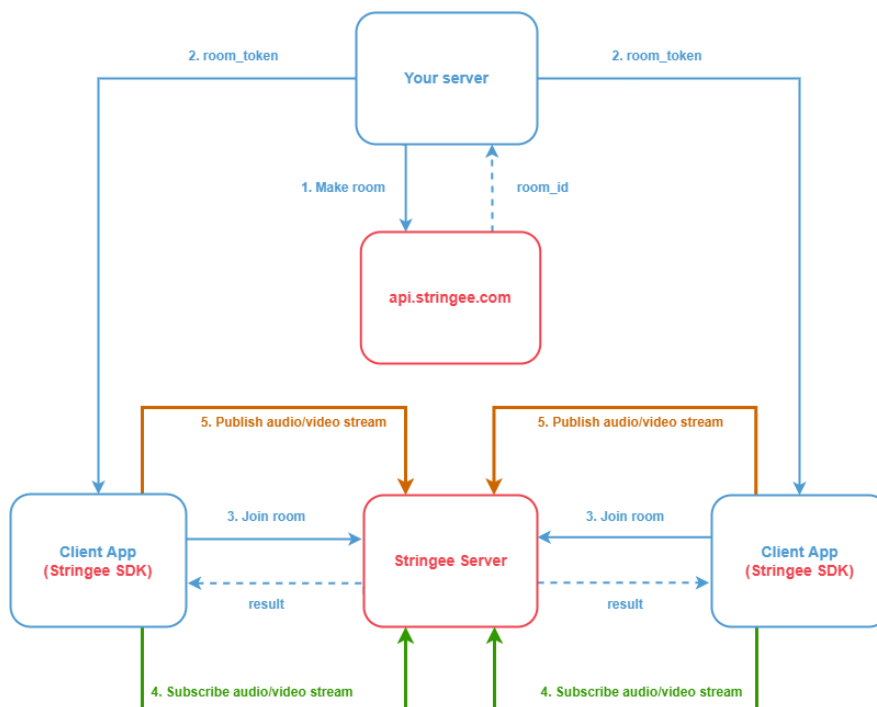 2. room_token
2. room_token
Your server
1. Make room
room_id
api.stringee.com
5. Publish audio/video stream
5. Publish audio/video stream
3. Join room
3. Join room
Client App
(Stringee SDK)
Stringee Server
Client App
(Stringee SDK)
result
result
4. Subscribe audio/video stream
4. Subscribe audio/video stream